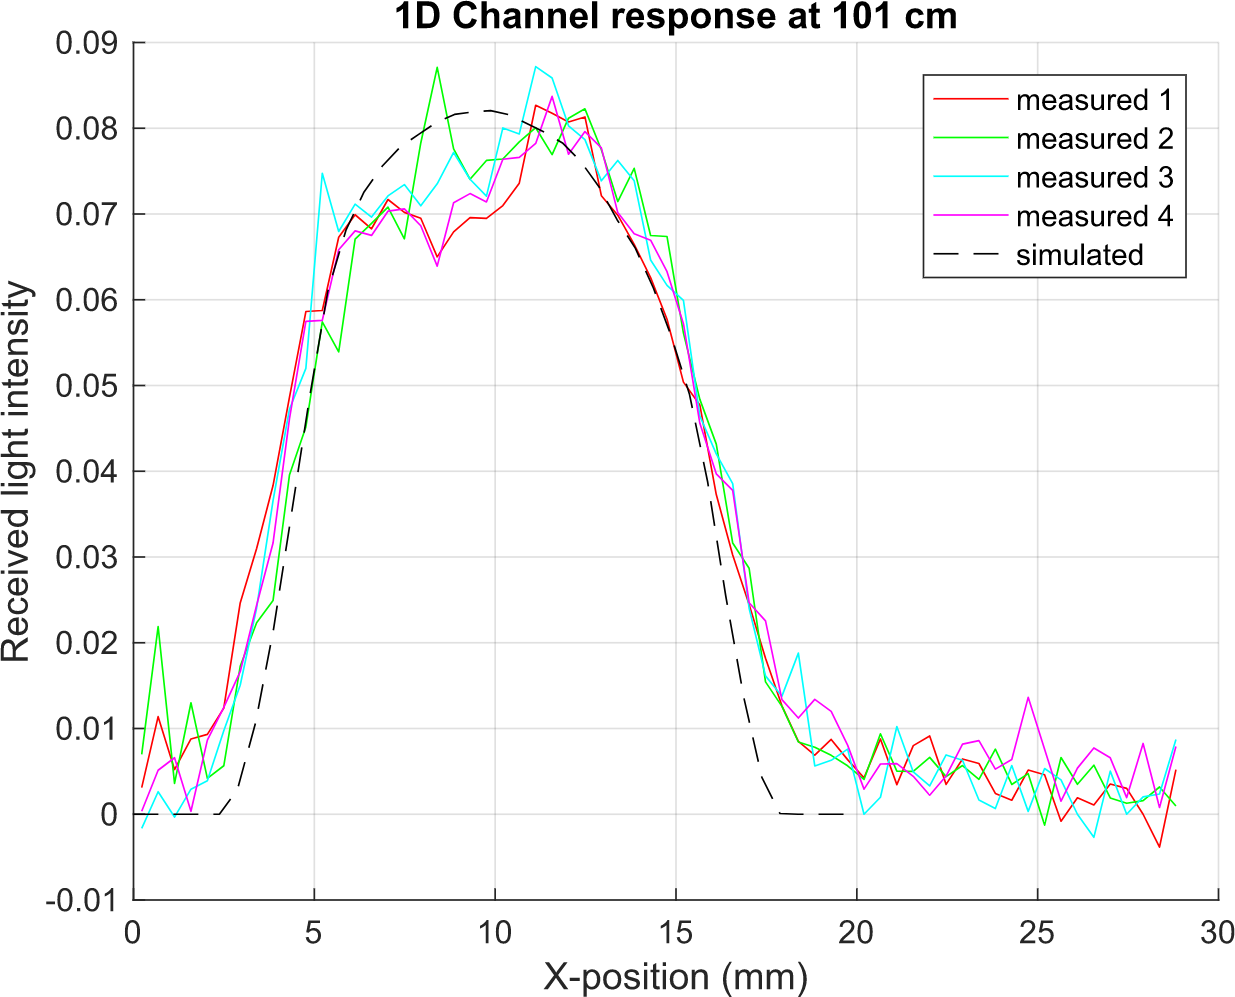 1D Channel response at 101 cm
0.09
0.08
0.07
0.06
0.05
0.04
0.03
0.02
0.01
0
-0.01
Received light intensity
measured 1
measured 2
measured 3
measured 4
simulated
0 5 10 15 20 25 30
X-position (mm)